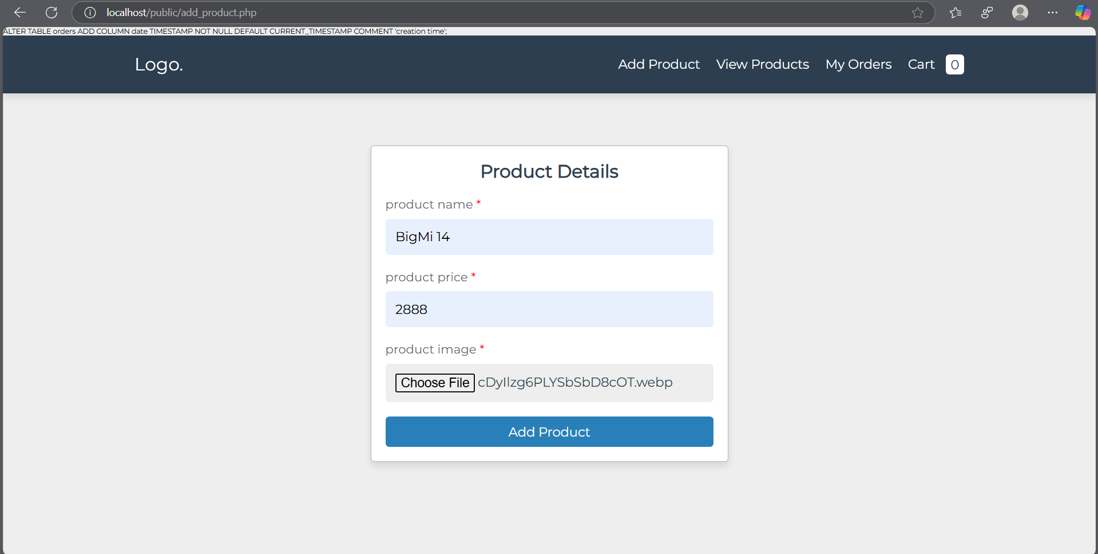 localhost/public/add_product.php
ALTER TABLE orders ADD COLUMN date TIMESTAMP NOT NULL DEFAULT CURRENT_TIMESTAMP COMMENT 'creation time';
Logo. Add Product View Products My Orders Cart 0
Product Details
product name *
BigMi 14
product price *
2888
product image *
Choose File cDyIlzg6PLYSbSbD8cOT.webp
Add Product